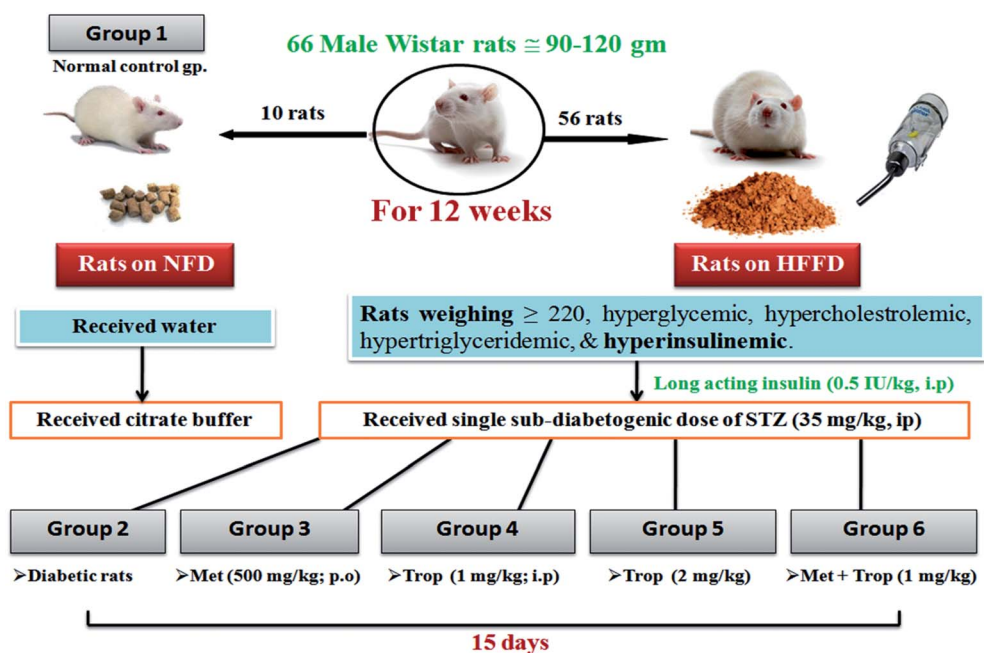 Group 1
Normal control gp.
66 Male Wistar rats ≅ 90-120 gm
10 rats
56 rats
For 12 weeks
Rats on NFD
Rats on HFFD
Received water
Rats weighing ≥ 220, hyperglycemic, hypercholestrolemic,
hypertriglyceridemic, & hyperinsulinemic.
Long acting insulin (0.5 IU/kg, i.p)
Received citrate buffer
Received single sub-diabetogenic dose of STZ (35 mg/kg, ip)
Group 2
Group 3
Group 4
Group 5
Group 6
➢Diabetic rats
➢Met (500 mg/kg; p.o)
➢Trop (1 mg/kg; i.p)
➢Trop (2 mg/kg)
➢Met + Trop (1 mg/kg)
15 days